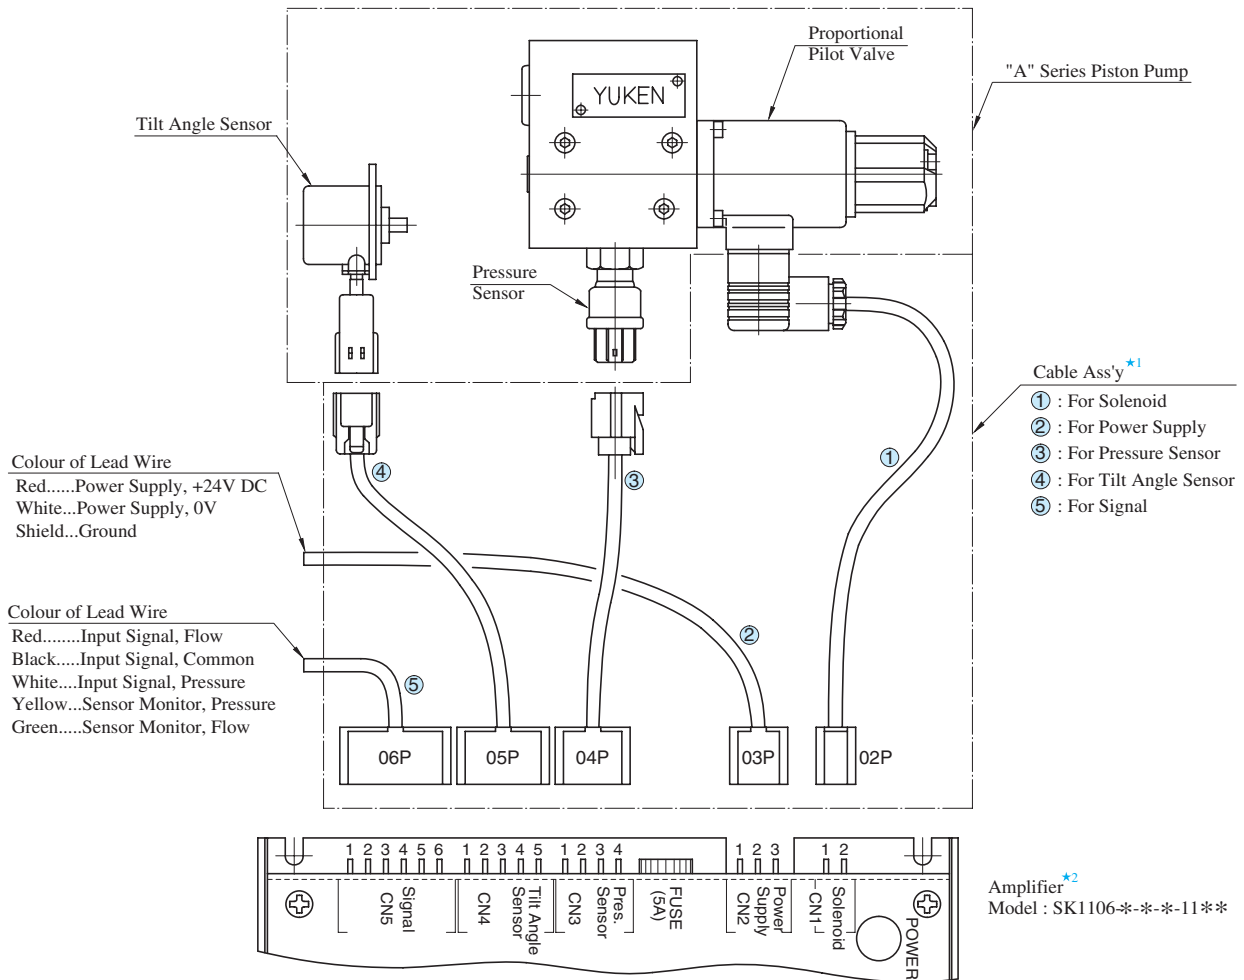 Proportional
Pilot Valve
"A" Series Piston Pump
YUKEN
Tilt Angle Sensor
Pressure
Sensor
Cable Ass'y ★1
① : For Solenoid
② : For Power Supply
③ : For Pressure Sensor
④ : For Tilt Angle Sensor
⑤ : For Signal
①
④
③
Colour of Lead Wire
Red......Power Supply, +24V DC
White...Power Supply, 0V
Shield...Ground
Colour of Lead Wire
Red........Input Signal, Flow
Black.....Input Signal, Common
White....Input Signal, Pressure
Yellow...Sensor Monitor, Pressure
Green.....Sensor Monitor, Flow
②
⑤
06P
05P
04P
03P
02P
1 2 3 4 5 6
1 2 3 4 5
1 2 3 4
1 2 3
1 2
Signal
CN5
Tilt Angle
Sensor
CN4
Pres.
Sensor
CN3
FUSE
(5A)
Power
Supply
CN2
Solenoid
CN1
POWER
Amplifier ★2
Model : SK1106-*-*-*-11**